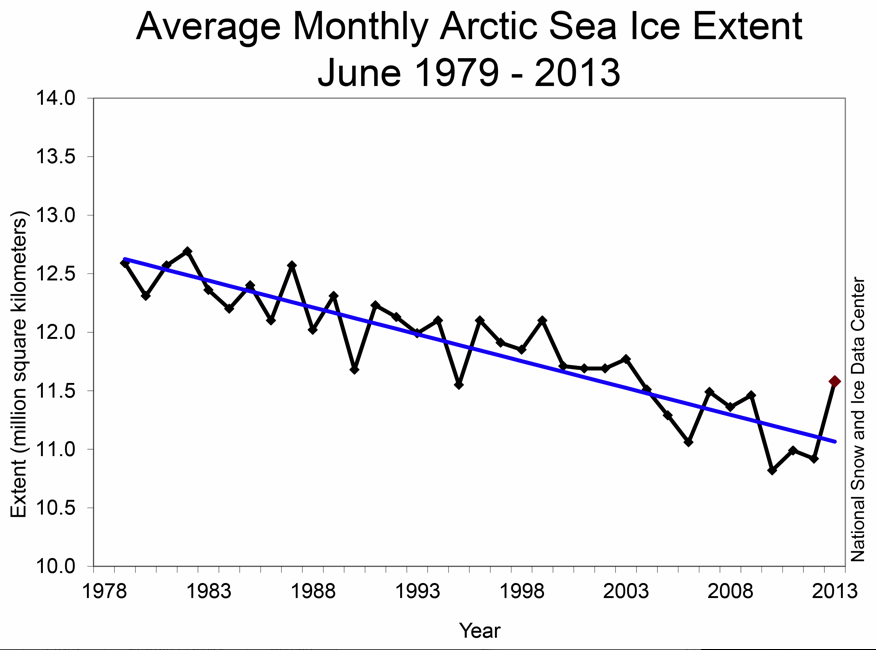 Average Monthly Arctic Sea Ice Extent
June 1979 - 2013
14.0
13.5
13.0
12.5
12.0
11.5
11.0
10.5
10.0
Extent (million square kilometers)
1978 1983 1988 1993 1998 2003 2008 2013
Year
National Snow and Ice Data Center